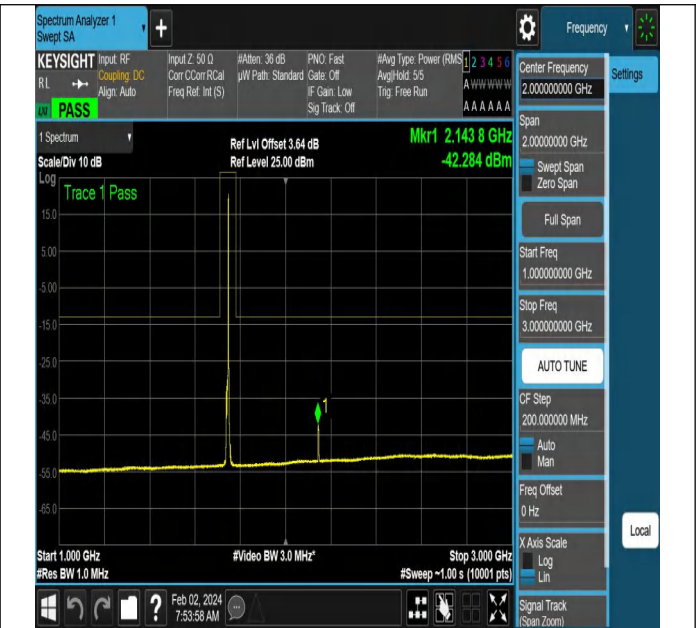 Spectrum Analyzer 1
Swept SA
Frequency
KEYSIGHT
RL
PASS
Input: RF
Coupling: DC
Align: Auto
Input Z: 50 Ω
Corr CCorr RCal
Freq Ref: Int (S)
#Atten: 36 dB
µW Path: Standard
PNO: Fast
Gate: Off
IF Gain: Low
Sig Track: Off
#Avg Type: Power (RMS
Avg|Hold: 5/5
Trig: Free Run
1 2 3 4 5 6
A W W W W W
A A A A A A
1 Spectrum
Scale/Div 10 dB
Log
Ref Lvl Offset 3.64 dB
Ref Level 25.00 dBm
Mkr1 2.143 8 GHz
-42.284 dBm
Trace 1 Pass
15.0
5.00
-5.00
-15.0
-25.0
-35.0
-45.0
-55.0
-65.0
1
Start 1.000 GHz
#Res BW 1.0 MHz
#Video BW 3.0 MHz*
Stop 3.000 GHz
#Sweep ~1.00 s (10001 pts)
Feb 02, 2024
7:53:58 AM
Center Frequency
2.000000000 GHz
Settings
Span
2.00000000 GHz
Swept Span
Zero Span
Full Span
Start Freq
1.000000000 GHz
Stop Freq
3.000000000 GHz
AUTO TUNE
CF Step
200.000000 MHz
Auto
Man
Freq Offset
0 Hz
X Axis Scale
Log
Lin
Local
Signal Track
(Span Zoom)